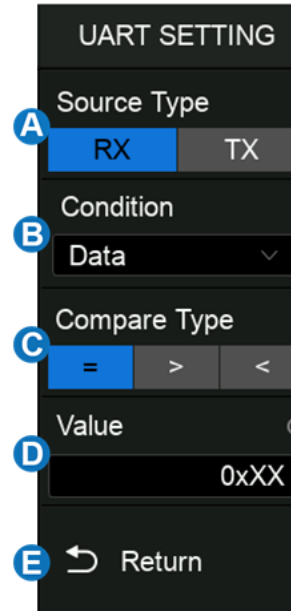 UART SETTING
Source Type
A
RX TX
Condition
B
Data
Compare Type
C
= > <
Value
D
0xXX
E Return